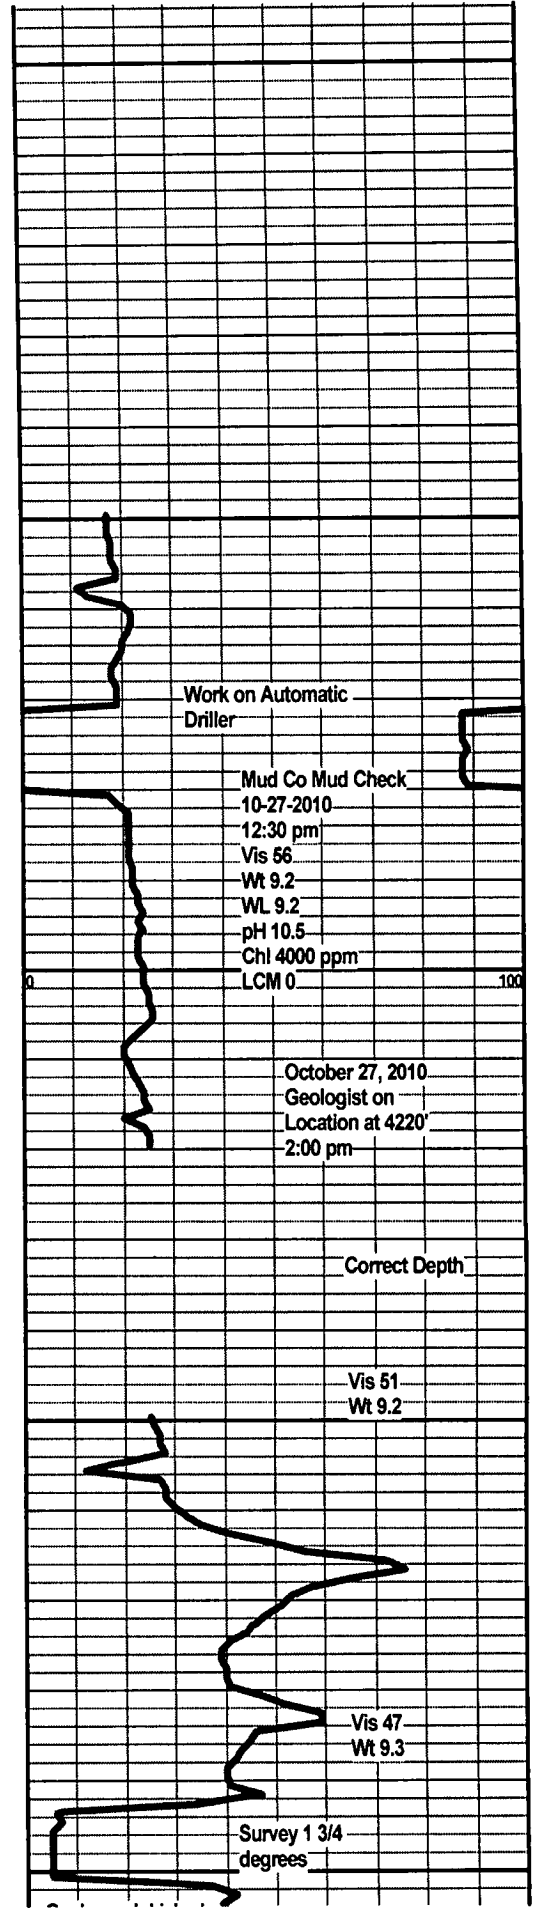 Work on Automatic
Driller
Mud Co Mud Check
10-27-2010
12:30 pm
Vis 56
Wt 9.2
WL 9.2
pH 10.5
Chl 4000 ppm
LCM 0
0
100
October 27, 2010
Geologist on
Location at 4220'
2:00 pm
Correct Depth
Vis 51
Wt 9.2
Vis 47
Wt 9.3
Survey 1 3/4
degrees